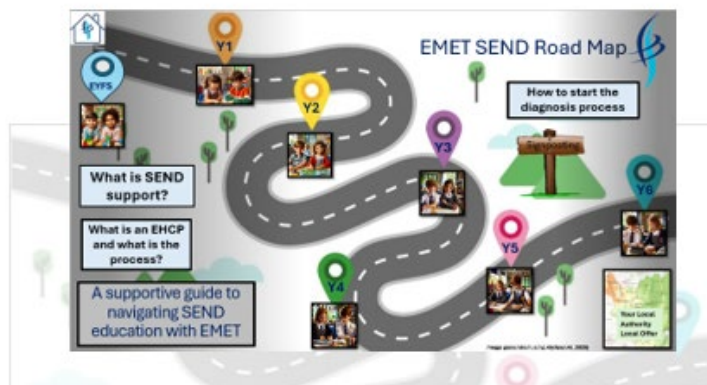 EMET SEND Road Map
EYFS
Y1
Y2
Y3
Y4
Y5
Y6
How to start the
diagnosis process
Signposting
What is SEND
support?
What is an EHCP
and what is the
process?
A supportive guide to
navigating SEND
education with EMET
Your Local
Authority
Local Offer